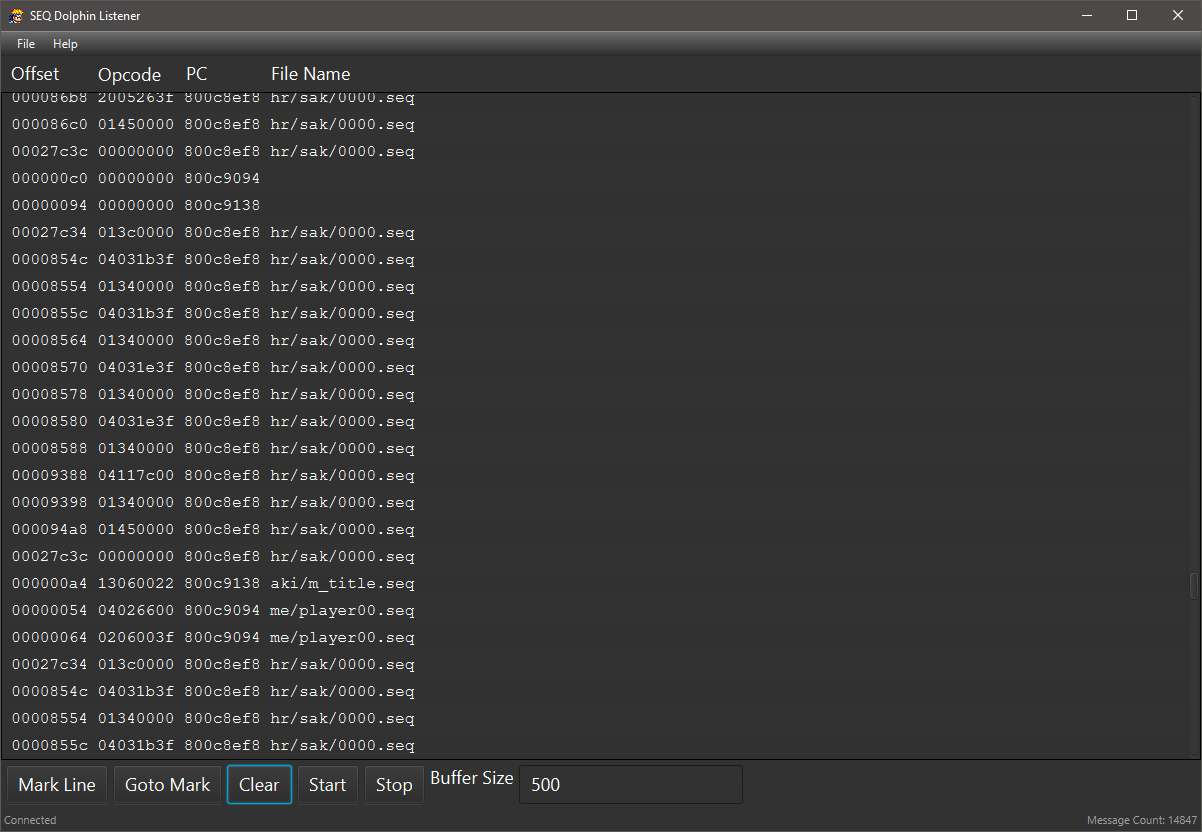 SEQ Dolphin Listener
File Help
Offset Opcode PC File Name
000086b8 2005263f 800c8ef8 hr/sak/0000.seq
000086c0 01450000 800c8ef8 hr/sak/0000.seq
00027c3c 00000000 800c8ef8 hr/sak/0000.seq
000000c0 00000000 800c9094
00000094 00000000 800c9138
00027c34 013c0000 800c8ef8 hr/sak/0000.seq
0000854c 04031b3f 800c8ef8 hr/sak/0000.seq
00008554 01340000 800c8ef8 hr/sak/0000.seq
0000855c 04031b3f 800c8ef8 hr/sak/0000.seq
00008564 01340000 800c8ef8 hr/sak/0000.seq
00008570 04031e3f 800c8ef8 hr/sak/0000.seq
00008578 01340000 800c8ef8 hr/sak/0000.seq
00008580 04031e3f 800c8ef8 hr/sak/0000.seq
00008588 01340000 800c8ef8 hr/sak/0000.seq
00009388 04117c00 800c8ef8 hr/sak/0000.seq
00009398 01340000 800c8ef8 hr/sak/0000.seq
000094a8 01450000 800c8ef8 hr/sak/0000.seq
00027c3c 00000000 800c8ef8 hr/sak/0000.seq
000000a4 13060022 800c9138 aki/m_title.seq
00000054 04026600 800c9094 me/player00.seq
00000064 0206003f 800c9094 me/player00.seq
00027c34 013c0000 800c8ef8 hr/sak/0000.seq
0000854c 04031b3f 800c8ef8 hr/sak/0000.seq
00008554 01340000 800c8ef8 hr/sak/0000.seq
0000855c 04031b3f 800c8ef8 hr/sak/0000.seq
Mark Line Goto Mark Clear Start Stop Buffer Size 500
Connected Message Count: 14847